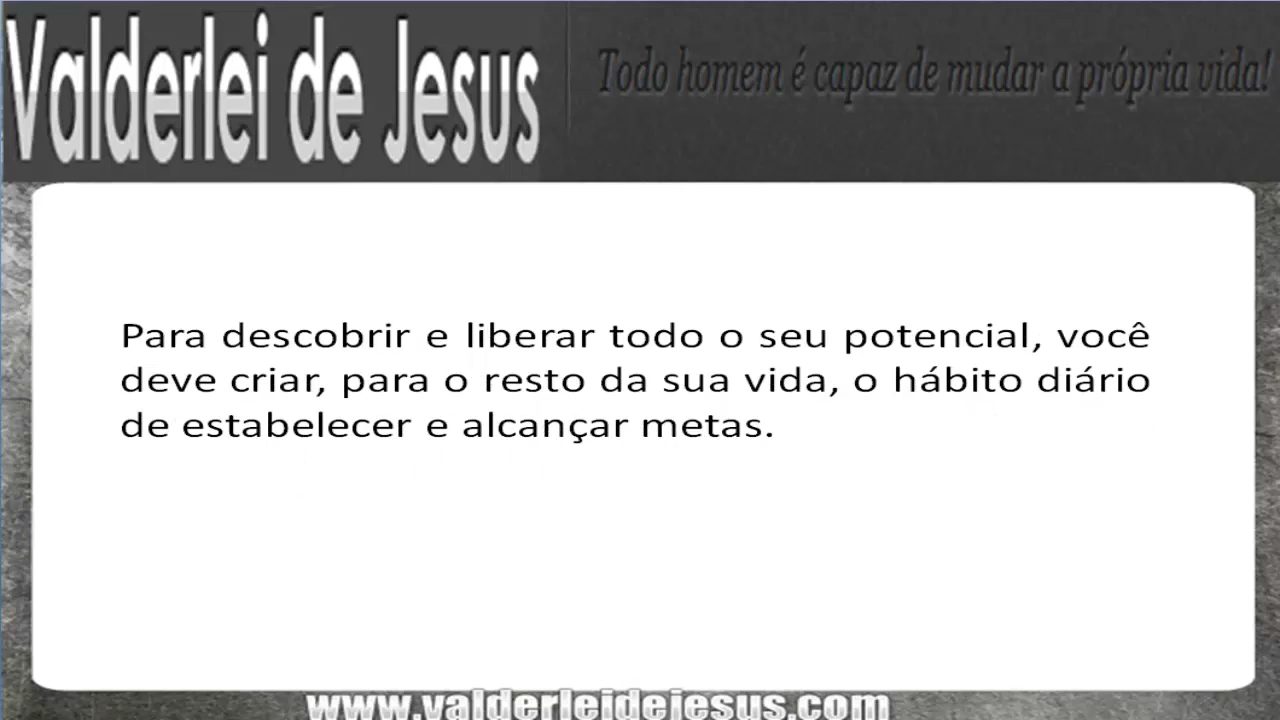 Valderlei de Jesus
Todo homem é capaz de mudar a própria vida!
Para descobrir e liberar todo o seu potencial, você
deve criar, para o resto da sua vida, o hábito diário
de estabelecer e alcançar metas.
www.valderleidejesus.com